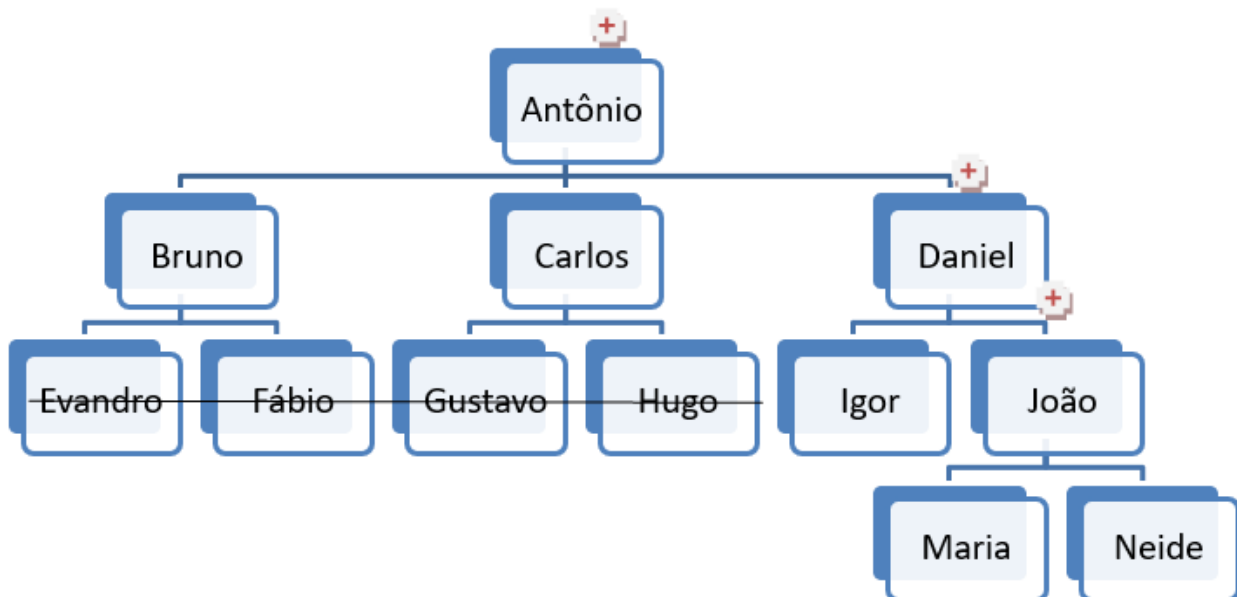 Antônio
Bruno Carlos Daniel
Evandro Fábio Gustavo Hugo Igor João
Maria Neide